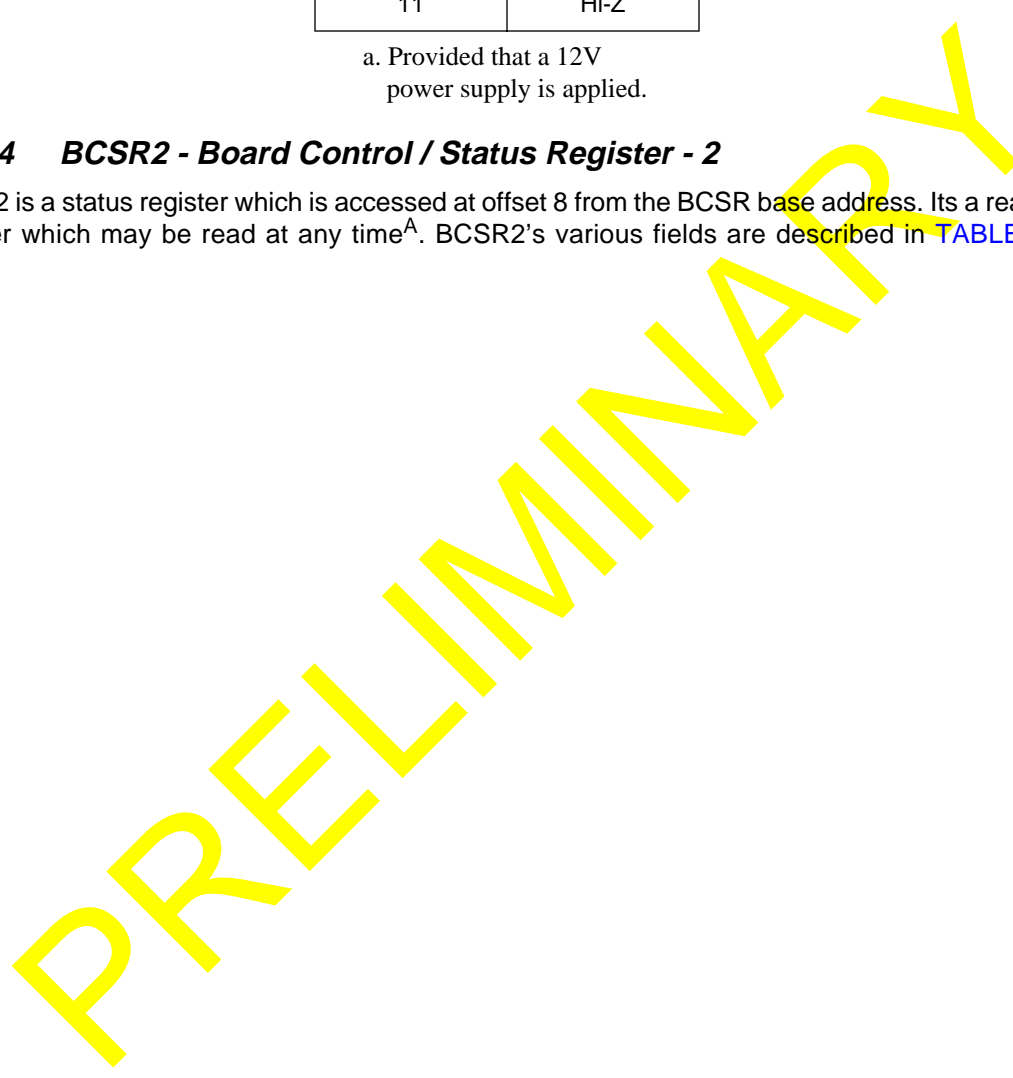 11 HI-Z
a. Provided that a 12V
power supply is applied.
4 BCSR2 - Board Control / Status Register - 2
2 is a status register which is accessed at offset 8 from the BCSR base address. Its a rea
er which may be read at any timeA. BCSR2's various fields are described in TABLE
PRELIMINARY